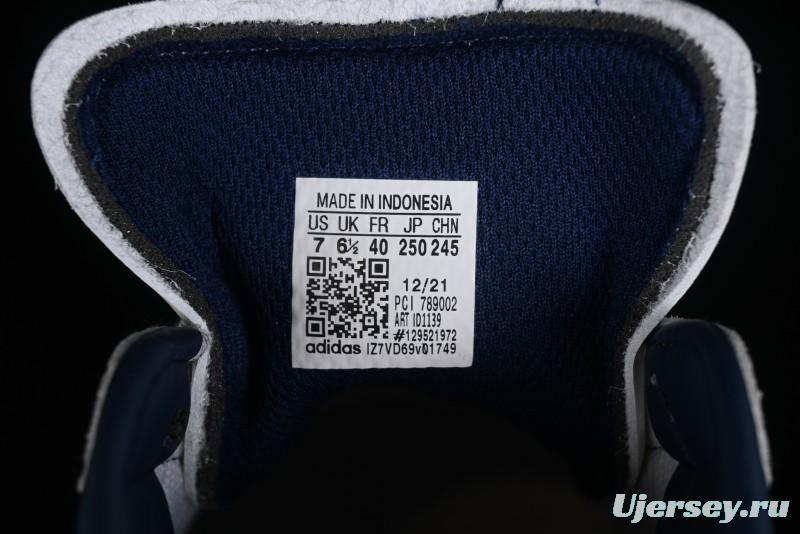 MADE IN INDONESIA
US UK FR JP CHN
7 6½ 40 250 245
12/21
PCI 789002
ART ID1139
#129521972
adidas IZ7VD69v01749
Ujersey.ru